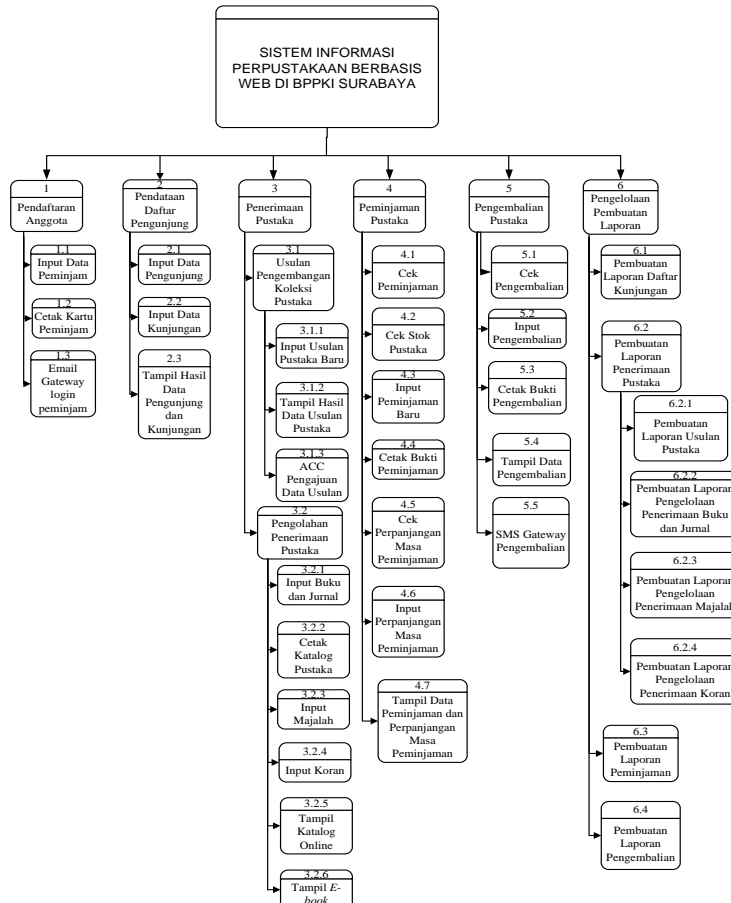 SISTEM INFORMASI
PERPUSTAKAAN BERBASIS
WEB DI BPPKI SURABAYA
1
Pendaftaran
Anggota
1.1
Input Data
Peminjam
1.2
Cetak Kartu
Peminjam
1.3
Email
Gateway
login
peminjam
2
Pendataan
Daftar
Pengunjung
2.1
Input Data
Pengunjung
2.2
Input Data
Kunjungan
2.3
Tampil Hasil
Data
Pengunjung
dan
Kunjungan
3
Penerimaan
Pustaka
3.1
Usulan
Pengembangan
Koleksi
Pustaka
3.1.1
Input Usulan
Pustaka Baru
3.1.2
Tampil Hasil
Data Usulan
Pustaka
3.1.3
ACC
Pengajuan
Data Usulan
3.2
Pengolahan
Penerimaan
Pustaka
3.2.1
Input Buku
dan Jurnal
3.2.2
Cetak
Katalog
Pustaka
3.2.3
Input
Majalah
3.2.4
Input Koran
3.2.5
Tampil
Katalog
Online
3.2.6
Tampil E-
book
4
Peminjaman
Pustaka
4.1
Cek
Peminjaman
4.2
Cek Stok
Pustaka
4.3
Input
Peminjaman
Baru
4.4
Cetak Bukti
Peminjaman
4.5
Cek
Perpanjangan
Masa
Peminjaman
4.6
Input
Perpanjangan
Masa
Peminjaman
4.7
Tampil Data
Peminjaman dan
Perpanjangan
Masa
Peminjaman
5
Pengembalian
Pustaka
5.1
Cek
Pengembalian
5.2
Input
Pengembalian
5.3
Cetak Bukti
Pengembalian
5.4
Tampil Data
Pengembalian
5.5
SMS Gateway
Pengembalian
6
Pengelolaan
Pembuatan
Laporan
6.1
Pembuatan
Laporan Daftar
Kunjungan
6.2
Pembuatan
Laporan
Penerimaan
Pustaka
6.2.1
Pembuatan
Laporan Usulan
Pustaka
6.2.2
Pembuatan Laporan
Pengelolaan
Penerimaan Buku
dan Jurnal
6.2.3
Pembuatan Laporan
Pengelolaan
Penerimaan Majalah
6.2.4
Pembuatan Laporan
Pengelolaan
Penerimaan Koran
6.3
Pembuatan
Laporan
Peminjaman
6.4
Pembuatan
Laporan
Pengembalian